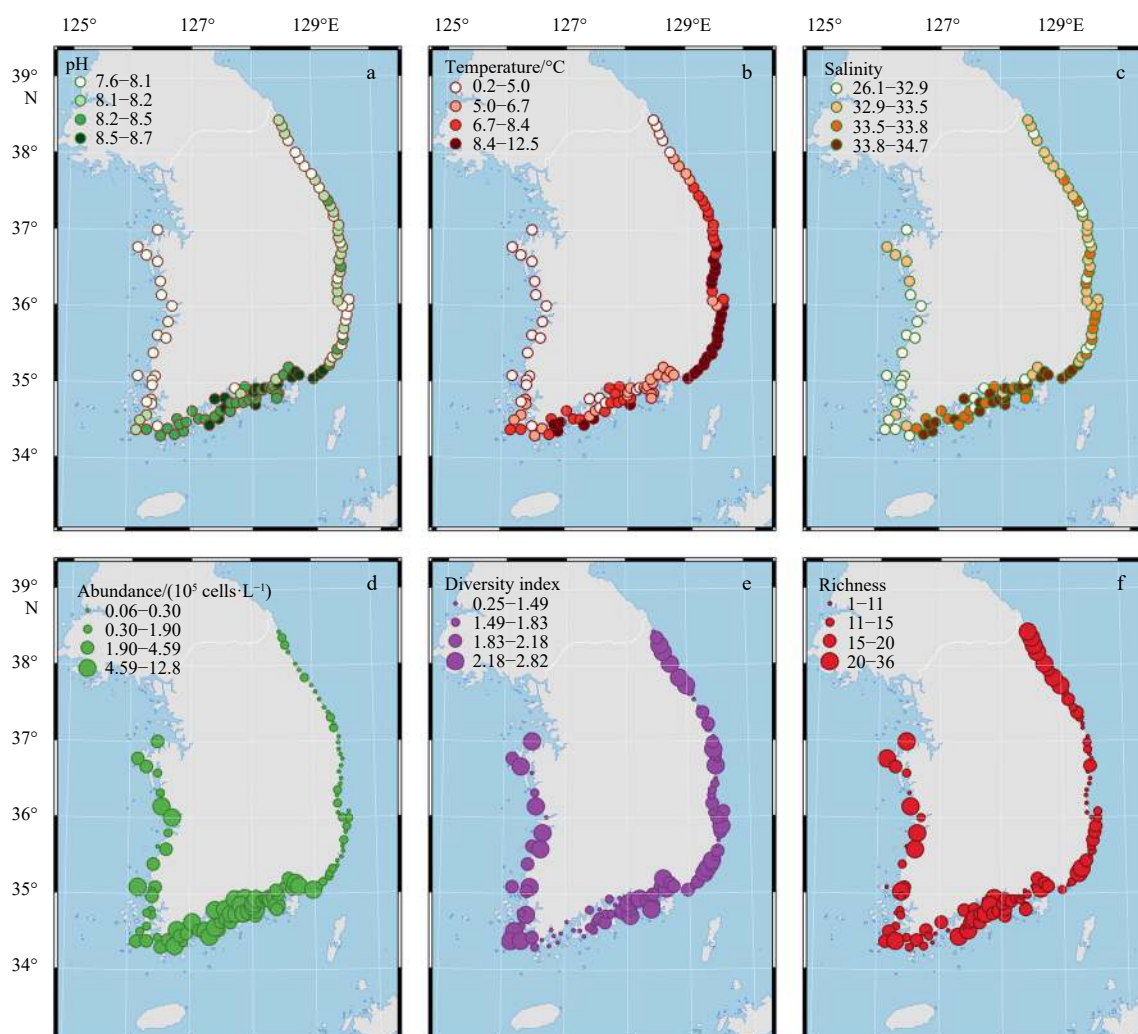 125° 127° 129°E 125° 127° 129°E 125° 127° 129°E
39°
N
38°
37°
36°
35°
34°
pH
a
7.6−8.1
8.1−8.2
8.2−8.5
8.5−8.7
Temperature/°C
b
0.2−5.0
5.0−6.7
6.7−8.4
8.4−12.5
Salinity
c
26.1−32.9
32.9−33.5
33.5−33.8
33.8−34.7
39°
N
38°
37°
36°
35°
34°
Abundance/(10⁵ cells·L⁻¹)
d
0.06−0.30
0.30−1.90
1.90−4.59
4.59−12.8
Diversity index
e
0.25−1.49
1.49−1.83
1.83−2.18
2.18−2.82
Richness
f
1−11
11−15
15−20
20−36